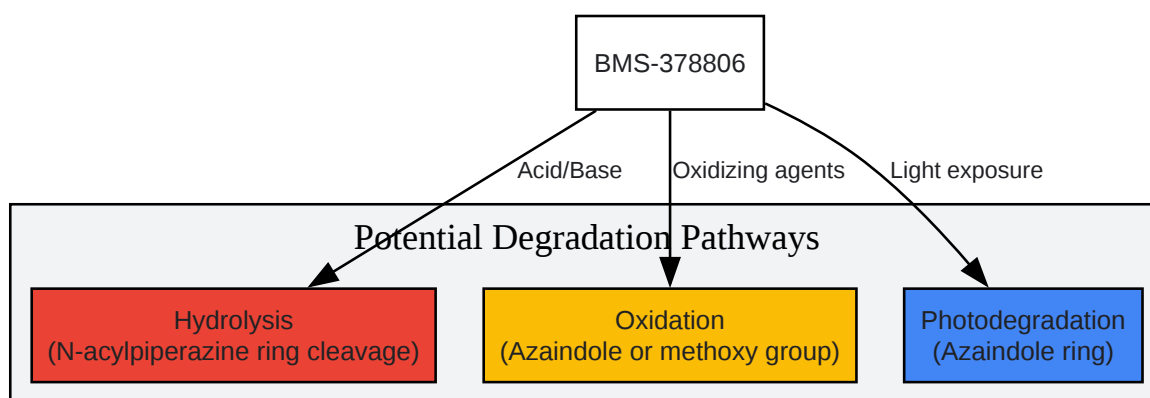 BMS-378806
Acid/Base
Oxidizing agents
Light exposure
Potential Degradation Pathways
Hydrolysis
(N-acylpiperazine ring cleavage)
Oxidation
(Azaindole or methoxy group)
Photodegradation
(Azaindole ring)